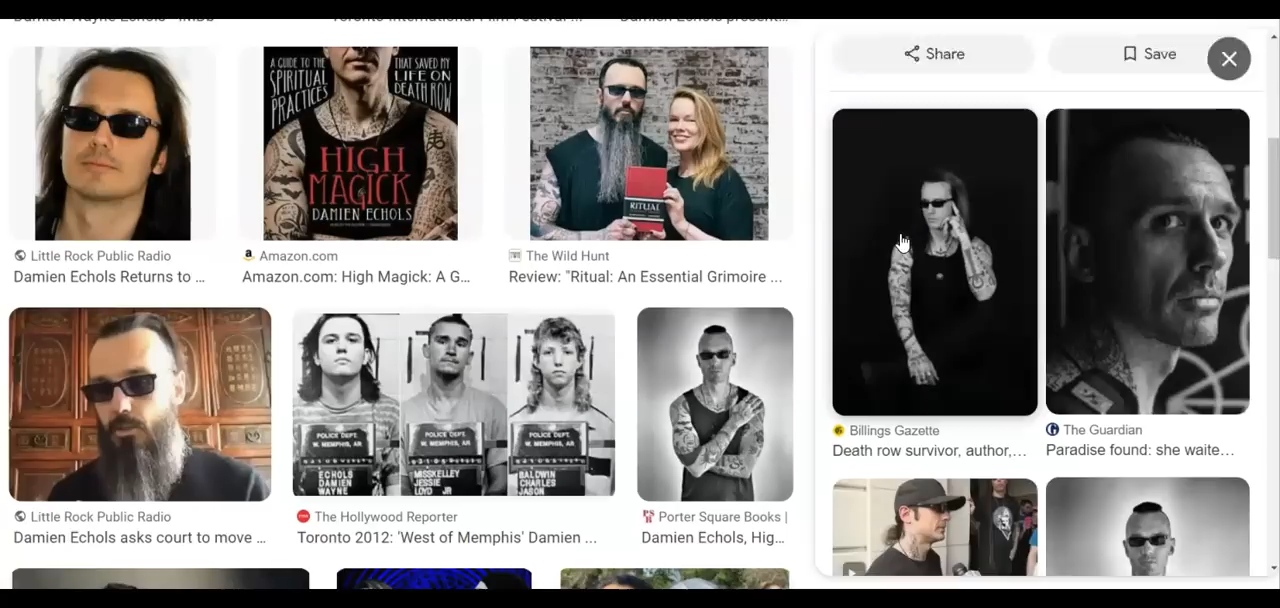 Damien Wayne Echols - IMDb
Toronto International Film Festival ...
Damien Echols present...
Share
Save
A GUIDE TO THE
SPIRITUAL
PRACTICES
THAT SAVED MY
LIFE ON
DEATH ROW
HIGH
MAGICK
DAMIEN ECHOLS
RITUAL
Little Rock Public Radio
Damien Echols Returns to ...
Amazon.com
Amazon.com: High Magick: A G...
The Wild Hunt
Review: "Ritual: An Essential Grimoire ...
Billings Gazette
Death row survivor, author,...
The Guardian
Paradise found: she waite...
POLICE DEPT.
W. MEMPHIS, AR
ECHOLS
DAMIEN
WAYNE
POLICE DEPT.
W. MEMPHIS, AR
MISSKELLEY
JESSIE
LOYD JR
POLICE DEPT.
W. MEMPHIS, AR
BALDWIN
CHARLES
JASON
Little Rock Public Radio
Damien Echols asks court to move ...
The Hollywood Reporter
Toronto 2012: 'West of Memphis' Damien ...
Porter Square Books |
Damien Echols, Hig...